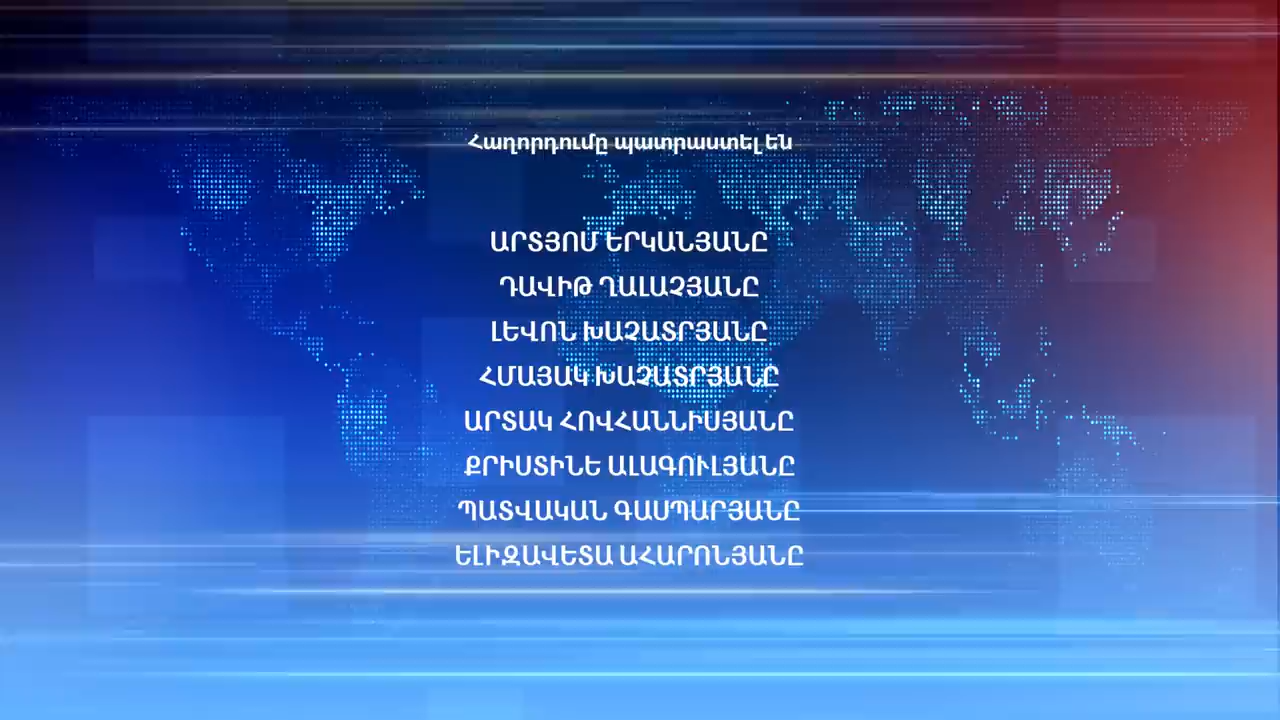 Հաղորդումը պատրաստել են
ԱՐՏՅՈՄ ԵՐԿԱՆՅԱՆԸ
ԴԱՎԻԹ ՂԱԼԱՉՅԱՆԸ
ԼԵՎՈՆ ԽԱՉԱՏՐՅԱՆԸ
ՀՄԱՅԱԿ ԽԱՉԱՏՐՅԱՆԸ
ԱՐՏԱԿ ՀՈՎՀԱՆՆԻՍՅԱՆԸ
ՔՐԻՍՏԻՆԵ ԱԼԱԳՈՒԼՅԱՆԸ
ՊԱՏՎԱԿԱՆ ԳԱՍՊԱՐՅԱՆԸ
ԵԼԻԶԱՎԵՏԱ ԱՀԱՐՈՆՅԱՆԸ